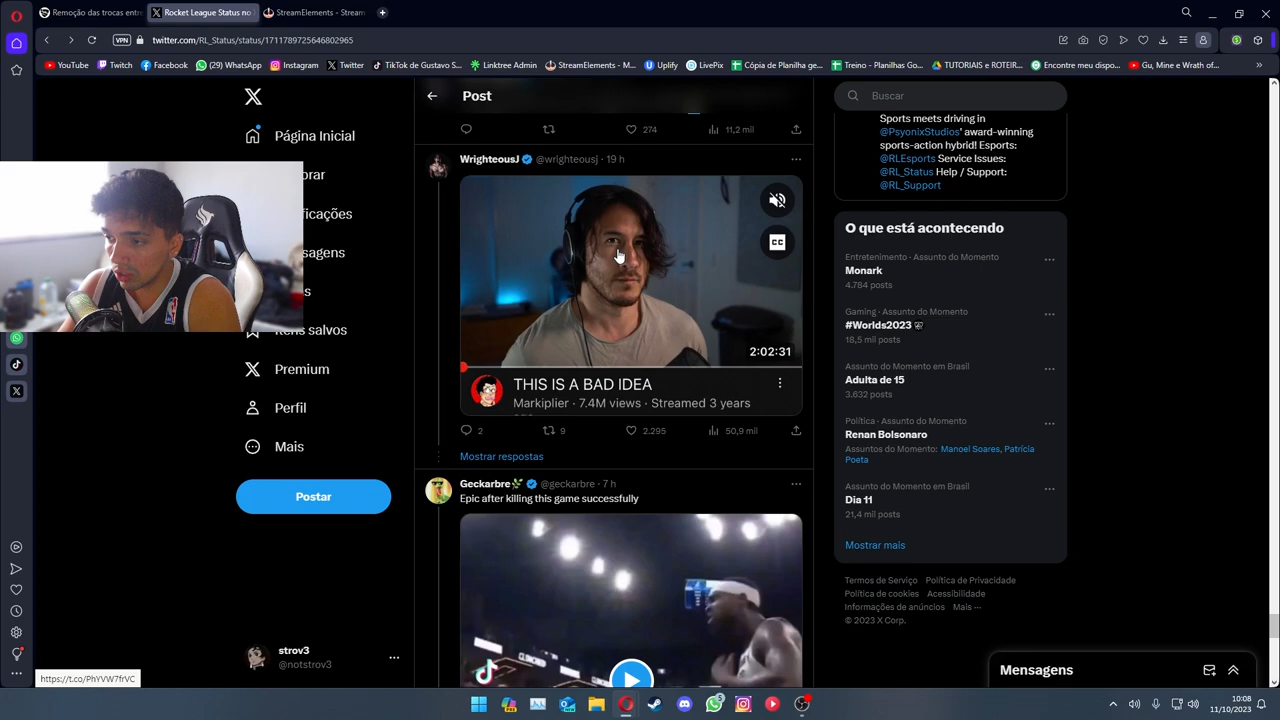 Remoção das trocas entre
Rocket League Status no
StreamElements - Stream
VPN
twitter.com/RL_Status/status/1711789725646802965
YouTube
Twitch
Facebook
(29) WhatsApp
Instagram
Twitter
TikTok de Gustavo S...
Linktree Admin
StreamElements - M...
Uplify
LivePix
Copia de Planilha ge...
Treino - Planilhas Goo...
TUTORIAIS e ROTEIR...
Encontre meu dispo...
Gu, Mine e Wrath of...
Página Inicial
orar
ificações
nsagens
s
Itens salvos
Premium
Perfil
Mais
Postar
strov3
@notstrov3
https://t.co/PhYVW7frVC
Post
274
11,2 mil
WrighteousJ @wrighteousj · 19 h
CC
2:02:31
THIS IS A BAD IDEA
Markiplier · 7.4M views · Streamed 3 years
2
9
2.295
50,9 mil
Mostrar respostas
Geckarbre @geckarbre · 7 h
Epic after killing this game successfully
TikTok
Buscar
Sports meets driving in
@PsyonixStudios' award-winning
sports-action hybrid! Esports:
@RLEsports Service Issues:
@RL_Status Help / Support:
@RL_Support
O que está acontecendo
Entretenimento · Assunto do Momento
Monark
4.784 posts
Gaming · Assunto do Momento
#Worlds2023
18,5 mil posts
Assunto do Momento em Brasil
Adulta de 15
3.632 posts
Política · Assunto do Momento
Renan Bolsonaro
Assuntos do Momento: Manoel Soares, Patrícia
Poeta
Assunto do Momento em Brasil
Dia 11
21,4 mil posts
Mostrar mais
Termos de Serviço Política de Privacidade
Política de cookies Acessibilidade
Informações de anúncios Mais ···
© 2023 X Corp.
Mensagens
10:08
11/10/2023